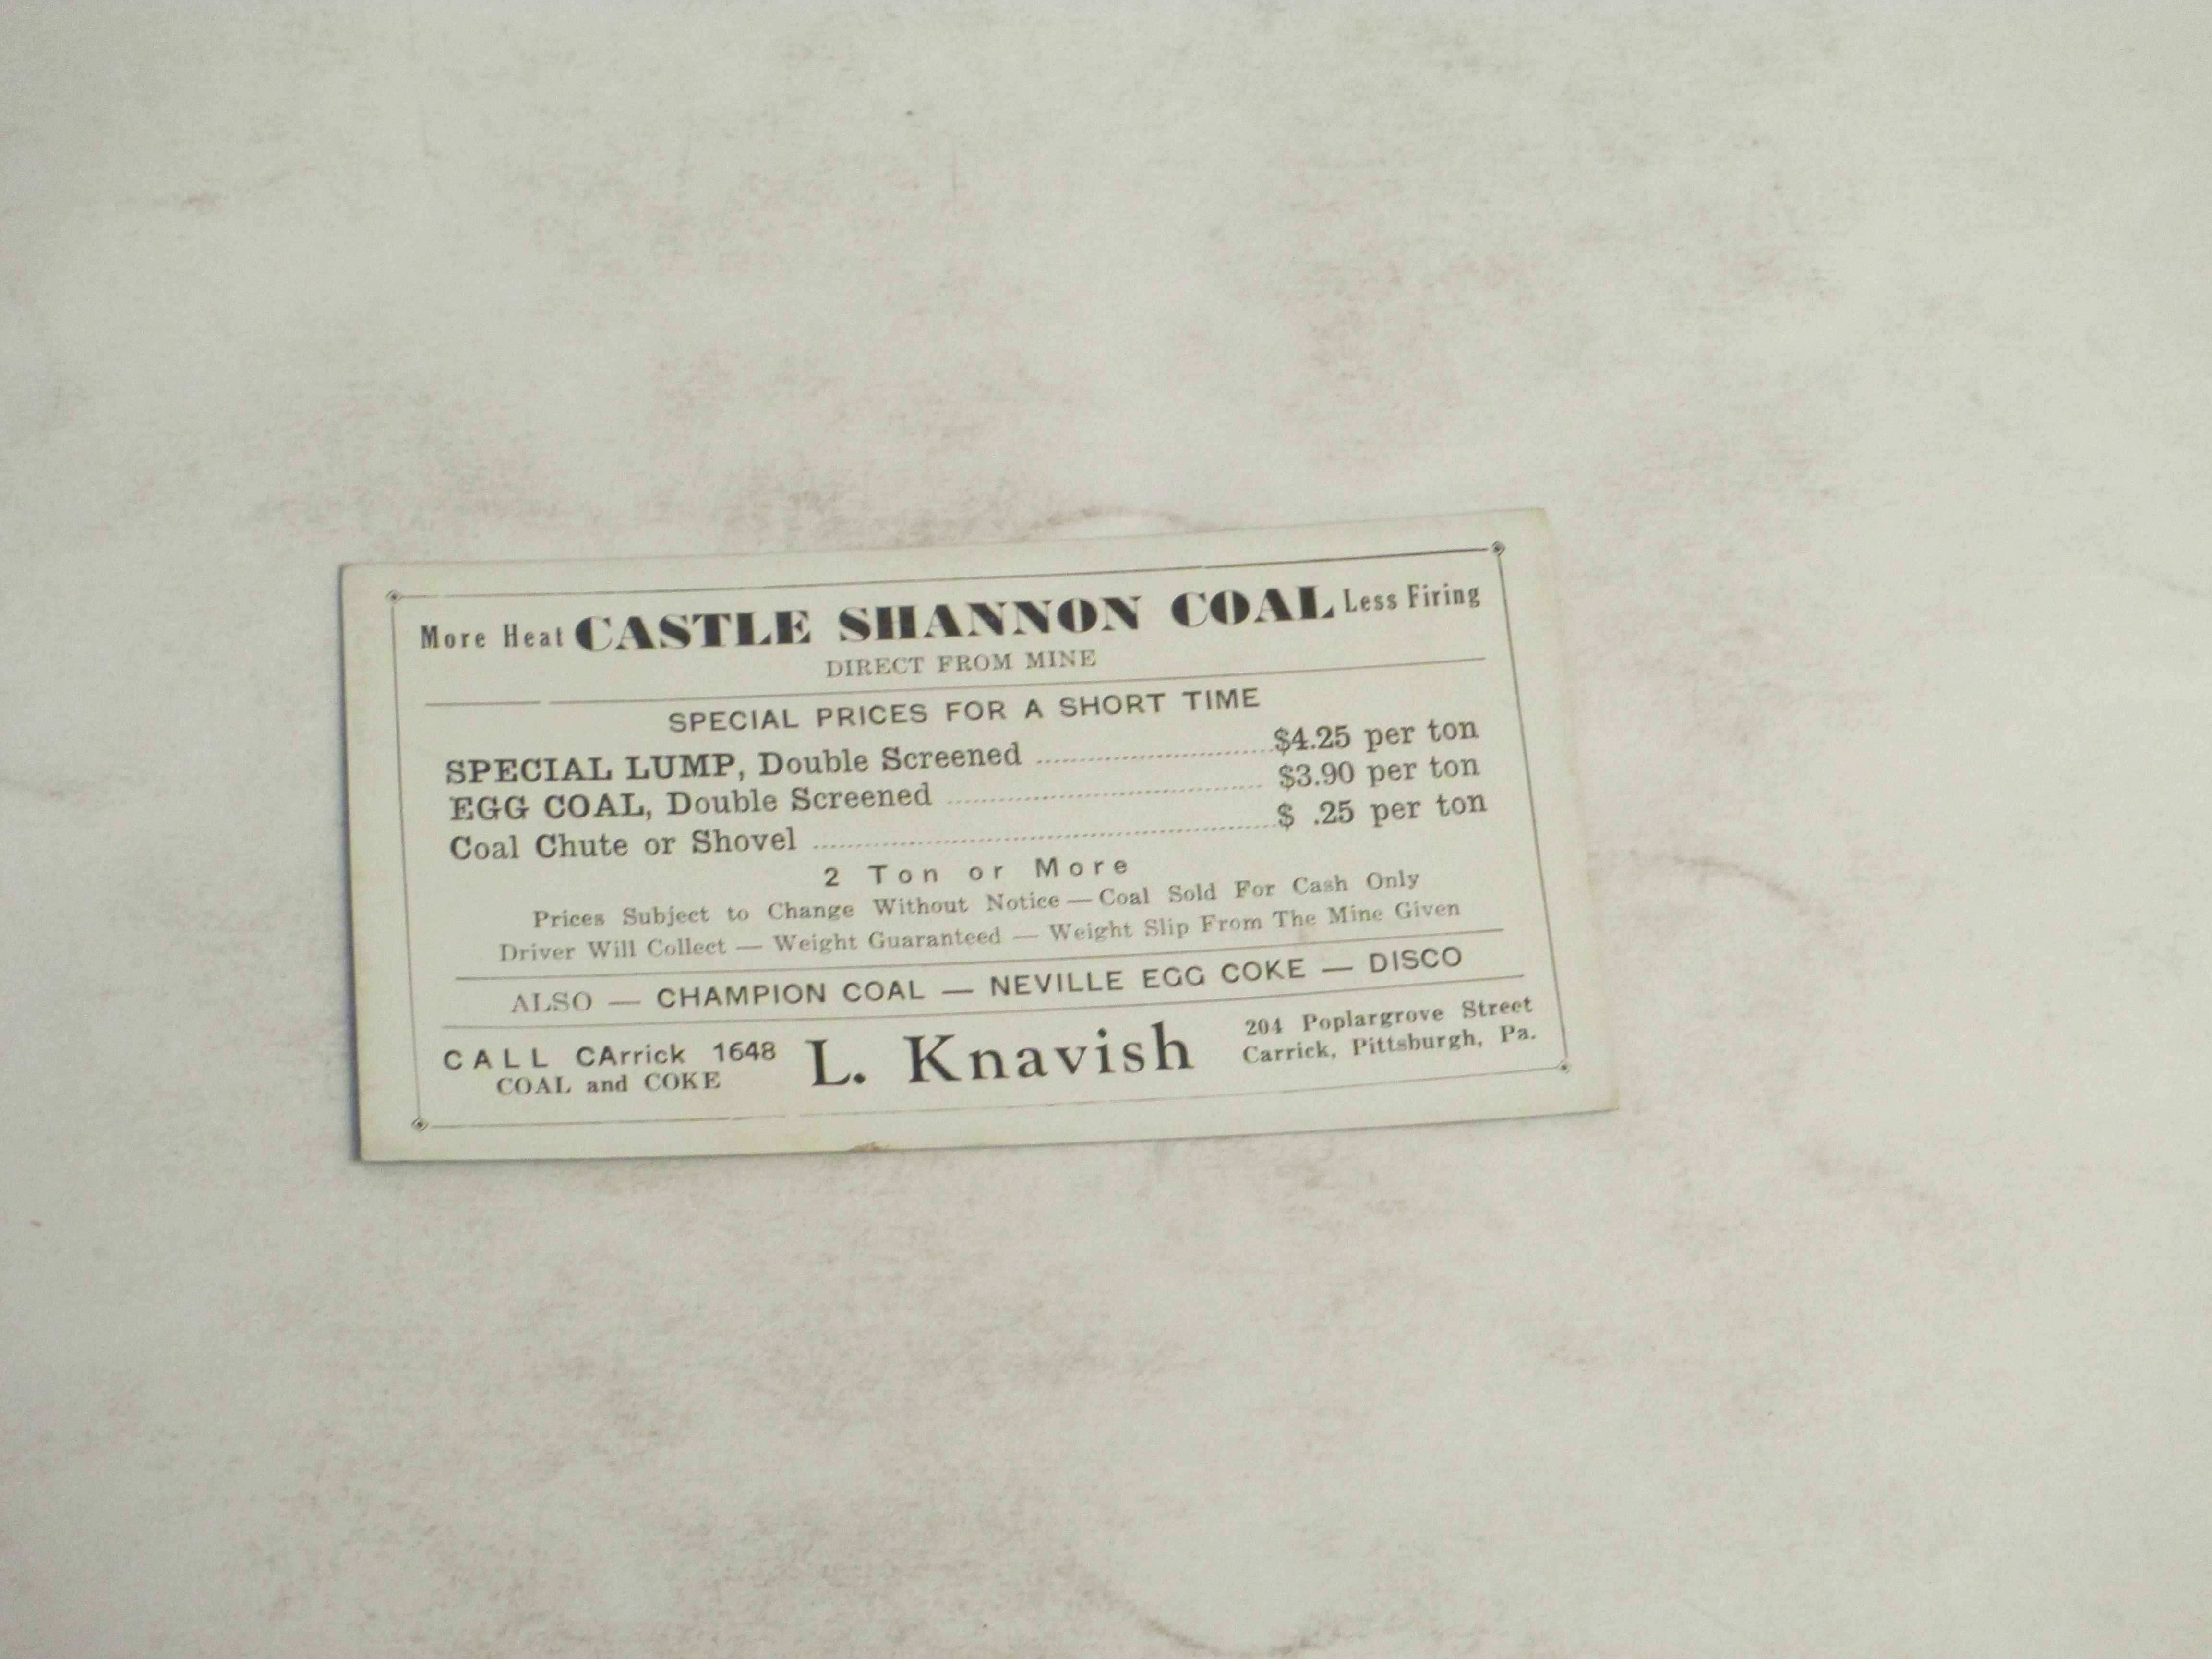 More Heat CASTLE SHANNON COAL Less Firing
DIRECT FROM MINE
SPECIAL PRICES FOR A SHORT TIME
SPECIAL LUMP, Double Screened ........................ $4.25 per ton
EGG COAL, Double Screened ........................ $3.90 per ton
Coal Chute or Shovel ........................ $ .25 per ton
2 Ton or More
Prices Subject to Change Without Notice — Coal Sold For Cash Only
Driver Will Collect — Weight Guaranteed — Weight Slip From The Mine Given
ALSO — CHAMPION COAL — NEVILLE EGG COKE — DISCO
CALL CArrick 1648
COAL and COKE
L. Knavish
204 Poplargrove Street
Carrick, Pittsburgh, Pa.